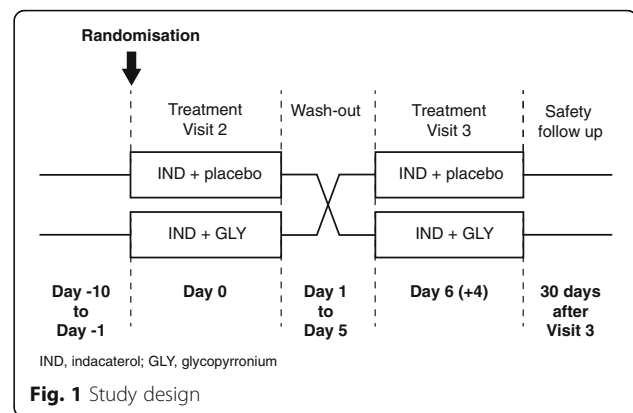 Randomisation
Treatment Visit 2
Wash-out
Treatment Visit 3
Safety follow up
IND + placebo
IND + placebo
IND + GLY
IND + GLY
Day -10 to Day -1
Day 0
Day 1 to Day 5
Day 6 (+4)
30 days after Visit 3
IND, indacaterol; GLY, glycopyrronium
Fig. 1 Study design